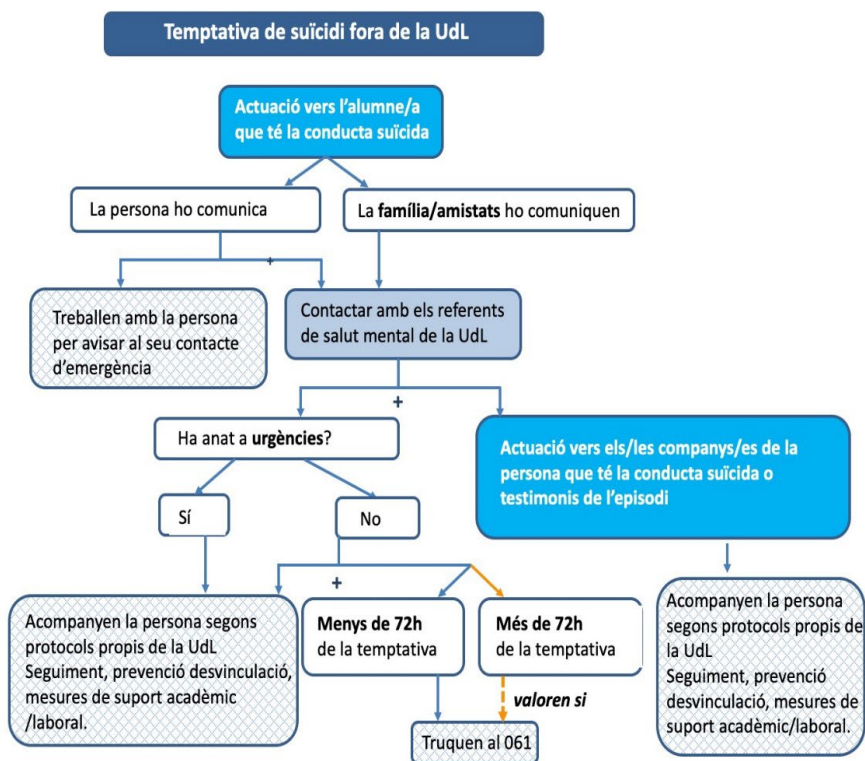 Temptativa de suïcidi fora de la UdL
Actuació vers l'alumne/a
que té la conducta suïcida
La persona ho comunica
La família/amistats ho comuniquen
+
Treballen amb la persona
per avisar al seu contacte
d'emergència
Contactar amb els referents
de salut mental de la UdL
+
Ha anat a urgències?
Actuació vers els/les companys/es de la
persona que té la conducta suïcida o
testimonis de l'episodi
Sí
No
+
Acompanyen la persona segons
protocols propis de la UdL
Seguiment, prevenció desvinculació,
mesures de suport acadèmic
/laboral.
Menys de 72h
de la temptativa
Més de 72h
de la temptativa
valoren si
Truquen al 061
Acompanyen la persona
segons protocols propis de
la UdL
Seguiment, prevenció
desvinculació, mesures de
suport acadèmic/laboral.